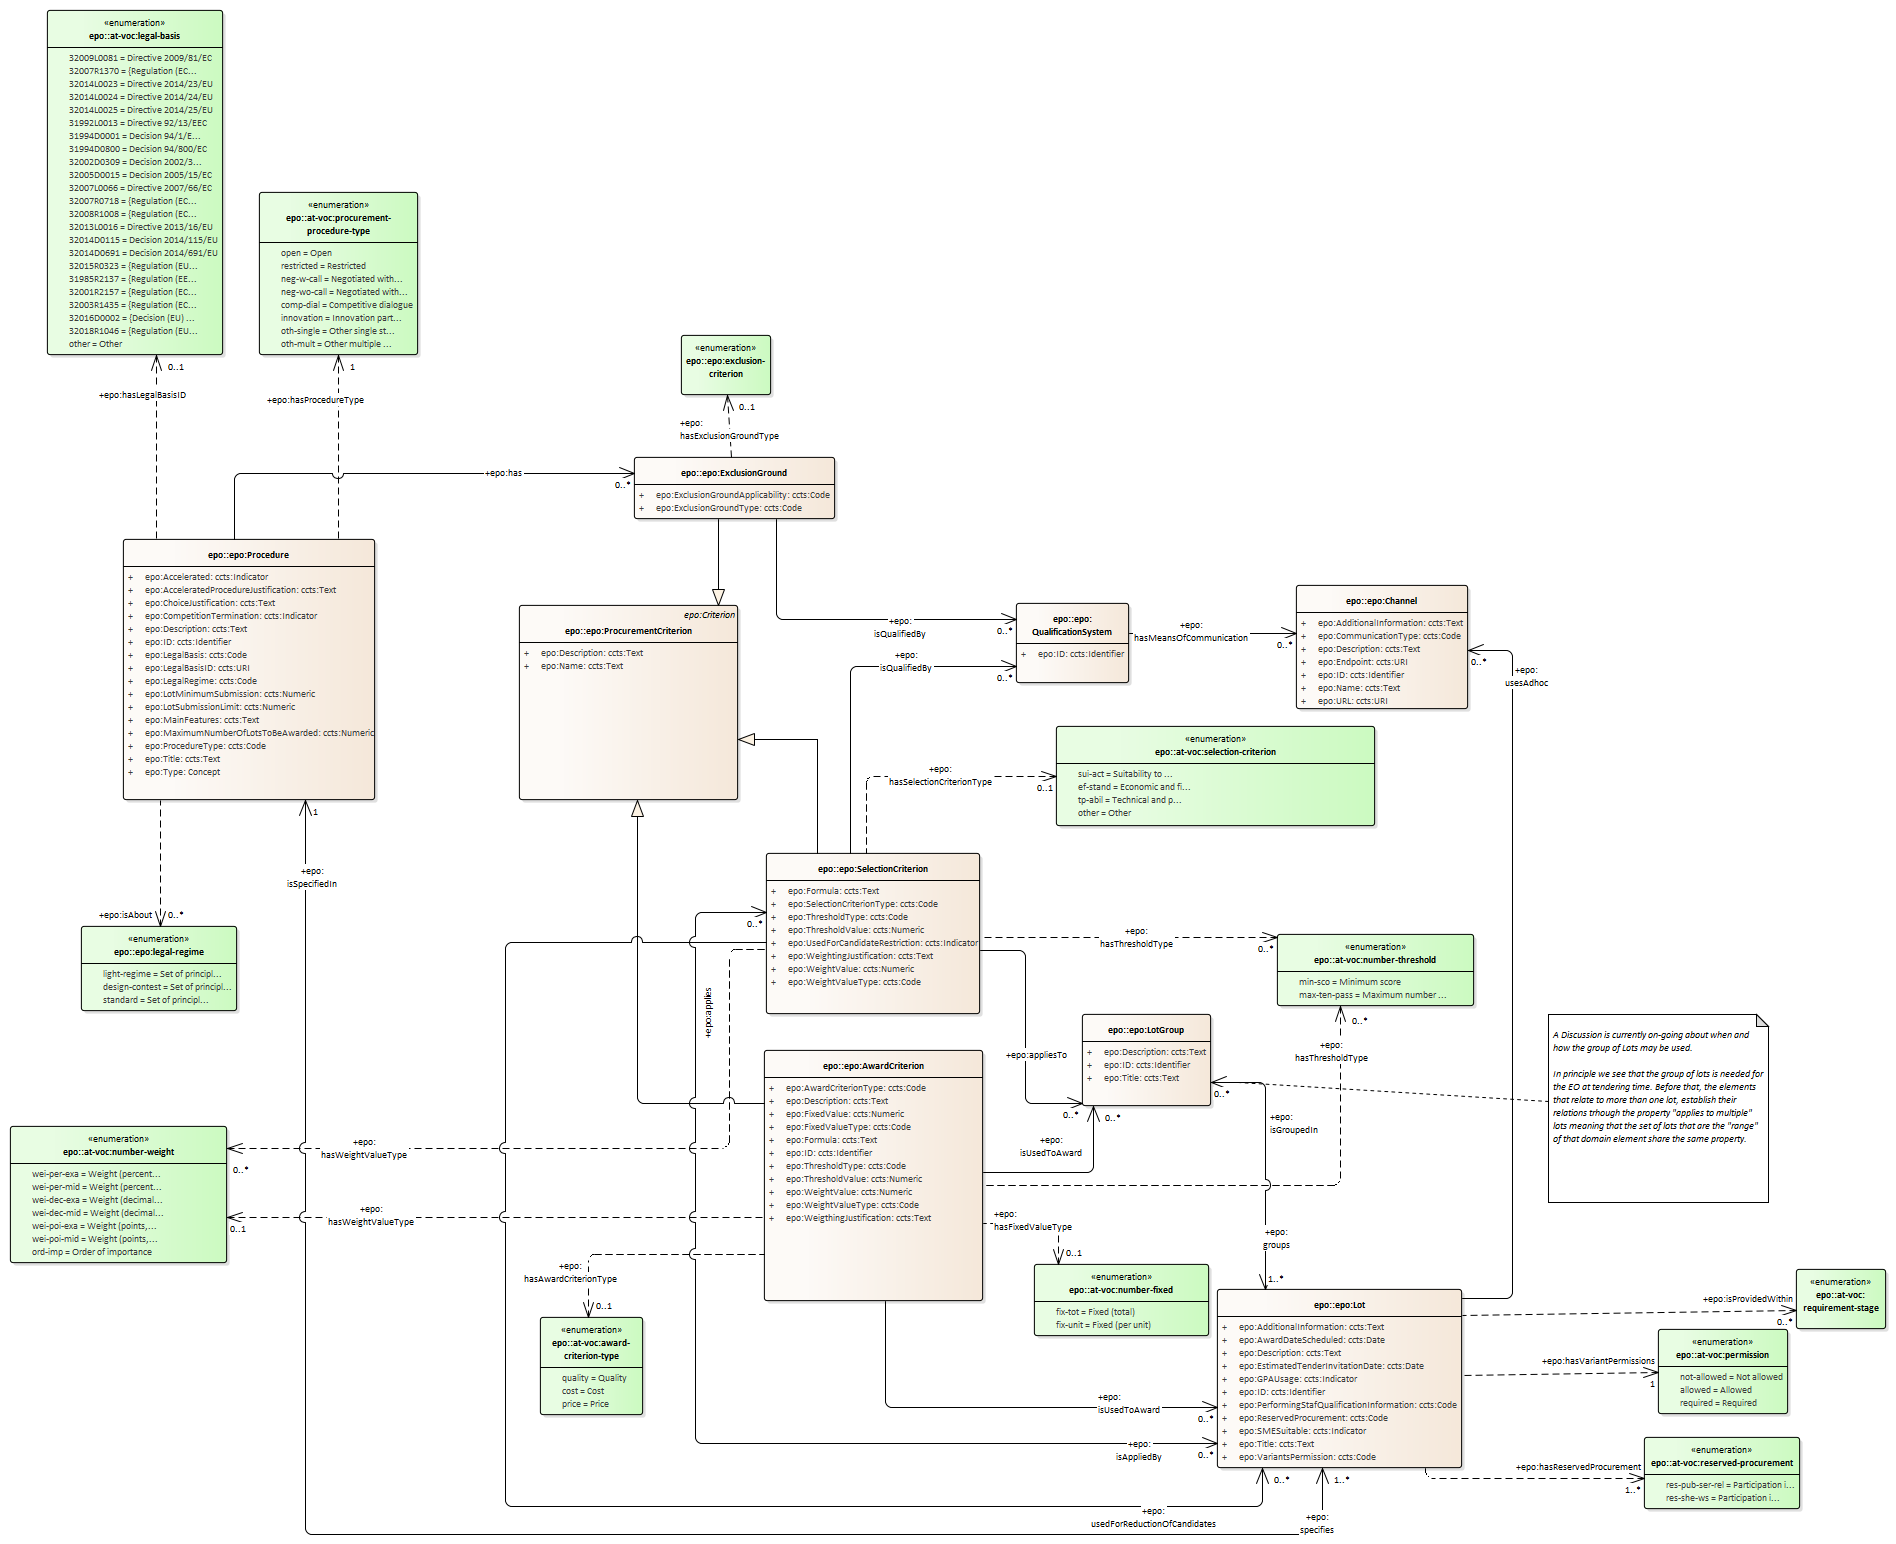 «enumeration»
epo::at-voc:legal-basis
32009L0081 = Directive 2009/81/EC
32007R1370 = {Regulation (EC...
32014L0023 = Directive 2014/23/EU
32014L0024 = Directive 2014/24/EU
32014L0025 = Directive 2014/25/EU
31992L0013 = Directive 92/13/EEC
31994D0001 = Decision 94/1/E...
31994D0800 = Decision 94/800/EC
32002D0309 = Decision 2002/3...
32005D0015 = Decision 2005/15/EC
32007L0066 = Directive 2007/66/EC
32007R0718 = {Regulation (EC...
32008R1008 = {Regulation (EC...
32013L0016 = Directive 2013/16/EU
32014D0115 = Decision 2014/115/EU
32014D0691 = Decision 2014/691/EU
32015R0323 = {Regulation (EU...
31985R2137 = {Regulation (EE...
32001R2157 = {Regulation (EC...
32003R1435 = {Regulation (EC...
32016D0002 = {Decision (EU) ...
32018R1046 = {Regulation (EU...
other = Other
«enumeration»
epo::at-voc:procurement-
procedure-type
open = Open
restricted = Restricted
neg-w-call = Negotiated with...
neg-wo-call = Negotiated with...
comp-dial = Competitive dialogue
innovation = Innovation part...
oth-single = Other single st...
oth-mult = Other multiple ...
0..1
+epo:hasLegalBasisID
1
+epo:hasProcedureType
«enumeration»
epo::epo:exclusion-
criterion
0..1
+epo:
hasExclusionGroundType
+epo:has
0..*
epo::epo:ExclusionGround
+ epo:ExclusionGroundApplicability: ccts:Code
+ epo:ExclusionGroundType: ccts:Code
epo::epo:Procedure
+ epo:Accelerated: ccts:Indicator
+ epo:AcceleratedProcedureJustification: ccts:Text
+ epo:ChoiceJustification: ccts:Text
+ epo:CompetitionTermination: ccts:Indicator
+ epo:Description: ccts:Text
+ epo:ID: ccts:Identifier
+ epo:LegalBasis: ccts:Code
+ epo:LegalBasisID: ccts:URI
+ epo:LegalRegime: ccts:Code
+ epo:LotMinimumSubmission: ccts:Numeric
+ epo:LotSubmissionLimit: ccts:Numeric
+ epo:MainFeatures: ccts:Text
+ epo:MaximumNumberOfLotsToBeAwarded: ccts:Numeric
+ epo:ProcedureType: ccts:Code
+ epo:Title: ccts:Text
+ epo:Type: Concept
epo:Criterion
epo::epo:ProcurementCriterion
+ epo:Description: ccts:Text
+ epo:Name: ccts:Text
+epo:
isQualifiedBy
0..*
+epo:
isQualifiedBy
0..*
epo::epo:
QualificationSystem
+ epo:ID: ccts:Identifier
+epo:
hasMeansOfCommunication
0..*
epo::epo:Channel
+ epo:AdditionalInformation: ccts:Text
+ epo:CommunicationType: ccts:Code
+ epo:Description: ccts:Text
+ epo:Endpoint: ccts:URI
+ epo:ID: ccts:Identifier
+ epo:Name: ccts:Text
+ epo:URL: ccts:URI
0..*
+epo:
usesAdhoc
«enumeration»
epo::at-voc:selection-criterion
sui-act = Suitability to ...
ef-stand = Economic and fi...
tp-abil = Technical and p...
other = Other
+epo:
hasSelectionCriterionType
0..1
1
+epo:
isSpecifiedIn
+epo:isAbout
0..*
«enumeration»
epo::epo:legal-regime
light-regime = Set of principl...
design-contest = Set of principl...
standard = Set of principl...
epo::epo:SelectionCriterion
+ epo:Formula: ccts:Text
+ epo:SelectionCriterionType: ccts:Code
+ epo:ThresholdType: ccts:Code
+ epo:ThresholdValue: ccts:Numeric
+ epo:UsedForCandidateRestriction: ccts:Indicator
+ epo:WeightingJustification: ccts:Text
+ epo:WeightValue: ccts:Numeric
+ epo:WeightValueType: ccts:Code
0..*
+epo:applies
+epo:
hasThresholdType
0..*
«enumeration»
epo::at-voc:number-threshold
min-sco = Minimum score
max-ten-pass = Maximum number ...
0..*
+epo:
hasThresholdType
epo::epo:LotGroup
+ epo:Description: ccts:Text
+ epo:ID: ccts:Identifier
+ epo:Title: ccts:Text
+epo:appliesTo
0..*
0..*
+epo:
isUsedToAward
0..*
+epo:
isGroupedIn
A Discussion is currently on-going about when and
how the group of Lots may be used.
In principle we see that the group of lots is needed for
the EO at tendering time. Before that, the elements
that relate to more than one lot, establish their
relations trhough the property "applies to multiple"
lots meaning that the set of lots that are the "range"
of that domain element share the same property.
epo::epo:AwardCriterion
+ epo:AwardCriterionType: ccts:Code
+ epo:Description: ccts:Text
+ epo:FixedValue: ccts:Numeric
+ epo:FixedValueType: ccts:Code
+ epo:Formula: ccts:Text
+ epo:ID: ccts:Identifier
+ epo:ThresholdType: ccts:Code
+ epo:ThresholdValue: ccts:Numeric
+ epo:WeightValue: ccts:Numeric
+ epo:WeightValueType: ccts:Code
+ epo:WeigthingJustification: ccts:Text
«enumeration»
epo::at-voc:number-weight
wei-per-exa = Weight (percent...
wei-per-mid = Weight (percent...
wei-dec-exa = Weight (decimal...
wei-dec-mid = Weight (decimal...
wei-poi-exa = Weight (points,...
wei-poi-mid = Weight (points,...
ord-imp = Order of importance
+epo:
hasWeightValueType
0..*
+epo:
hasWeightValueType
0..1
+epo:
hasAwardCriterionType
0..1
«enumeration»
epo::at-voc:award-
criterion-type
quality = Quality
cost = Cost
price = Price
+epo:
hasFixedValueType
0..1
«enumeration»
epo::at-voc:number-fixed
fix-tot = Fixed (total)
fix-unit = Fixed (per unit)
+epo:
groups
1..*
epo::epo:Lot
+ epo:AdditionalInformation: ccts:Text
+ epo:AwardDateScheduled: ccts:Date
+ epo:Description: ccts:Text
+ epo:EstimatedTenderInvitationDate: ccts:Date
+ epo:GPAUsage: ccts:Indicator
+ epo:ID: ccts:Identifier
+ epo:PerformingStafQualificationInformation: ccts:Code
+ epo:ReservedProcurement: ccts:Code
+ epo:SMESuitable: ccts:Indicator
+ epo:Title: ccts:Text
+ epo:VariantsPermission: ccts:Code
+epo:isProvidedWithin
0..*
«enumeration»
epo::at-voc:
requirement-stage
+epo:hasVariantPermissions
1
«enumeration»
epo::at-voc:permission
not-allowed = Not allowed
allowed = Allowed
required = Required
+epo:hasReservedProcurement
1..*
«enumeration»
epo::at-voc:reserved-procurement
res-pub-ser-rel = Participation i...
res-she-ws = Participation i...
+epo:
isUsedToAward
0..*
+epo:
isAppliedBy
0..*
0..*
+epo:
usedForReductionOfCandidates
1..*
+epo:
specifies